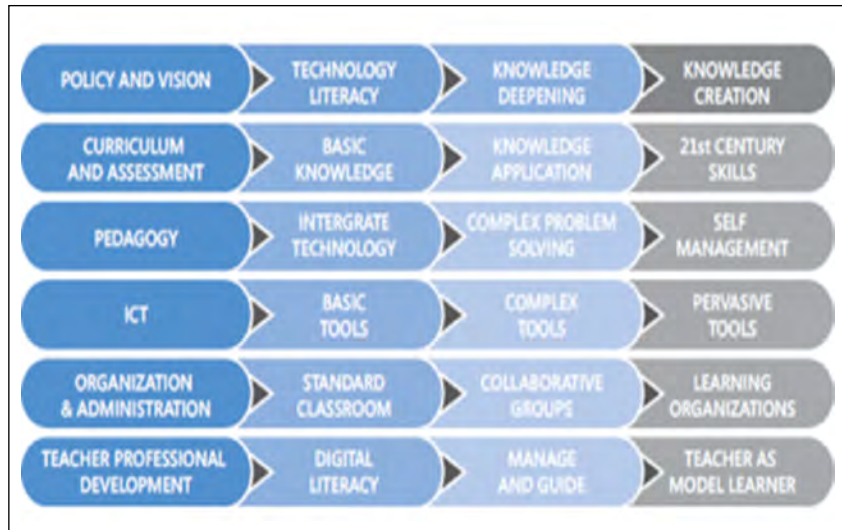 POLICY AND VISION
TECHNOLOGY
LITERACY
KNOWLEDGE
DEEPENING
KNOWLEDGE
CREATION
CURRICULUM
AND ASSESSMENT
BASIC
KNOWLEDGE
KNOWLEDGE
APPLICATION
21st CENTURY
SKILLS
PEDAGOGY
INTERGRATE
TECHNOLOGY
COMPLEX PROBLEM
SOLVING
SELF
MANAGEMENT
ICT
BASIC
TOOLS
COMPLEX
TOOLS
PERVASIVE
TOOLS
ORGANIZATION
& ADMINISTRATION
STANDARD
CLASSROOM
COLLABORATIVE
GROUPS
LEARNING
ORGANIZATIONS
TEACHER PROFESSIONAL
DEVELOPMENT
DIGITAL
LITERACY
MANAGE
AND GUIDE
TEACHER AS
MODEL LEARNER